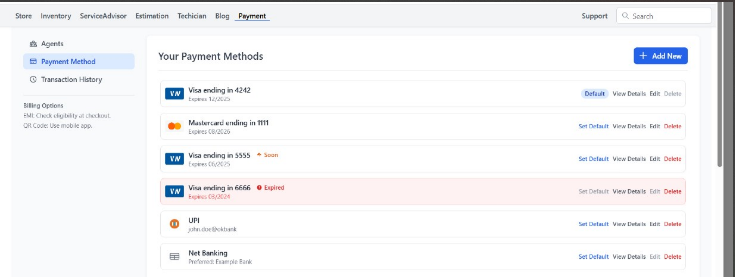 Store Inventory ServiceAdvisor Estimation Techician Blog Payment Support Search
Agents
Payment Method
Transaction History
Billing Options
EMI: Check eligibility at checkout.
QR Code: Use mobile app.
Your Payment Methods
Add New
Visa ending in 4242
Expires 12/2025
Default View Details Edit Delete
Mastercard ending in 1111
Expires 08/2026
Set Default View Details Edit Delete
Visa ending in 5555 Soon
Expires 06/2025
Set Default View Details Edit Delete
Visa ending in 6666 Expired
Expires 03/2024
Set Default View Details Edit Delete
UPI
john.doe@okbank
Set Default View Details Edit Delete
Net Banking
Preferred: Example Bank
Set Default View Details Edit Delete